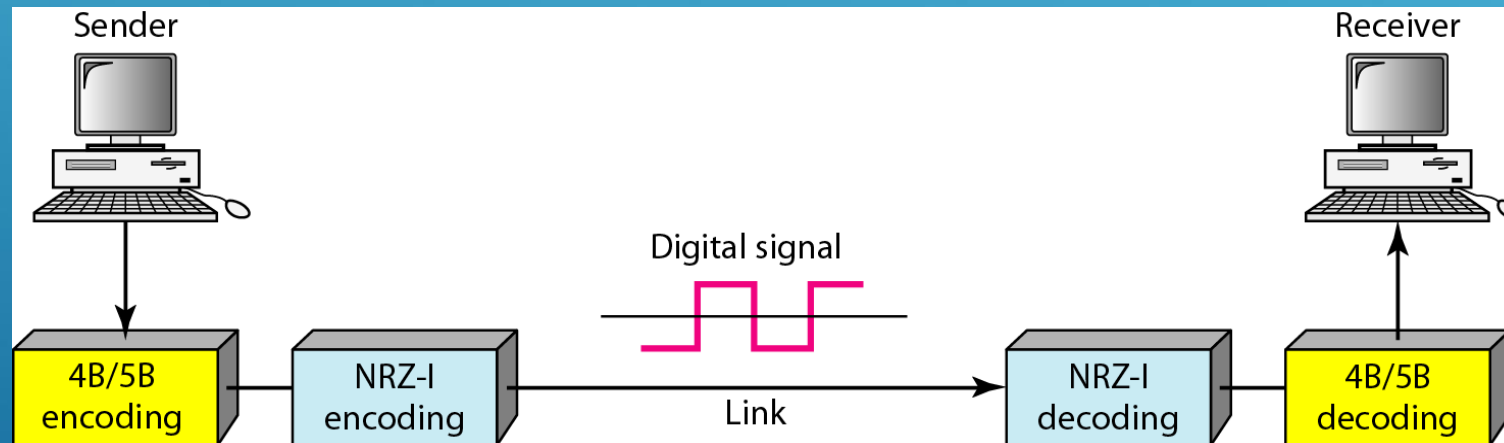 Sender
Receiver
Digital signal
4B/5B
encoding
NRZ-I
encoding
Link
NRZ-I
decoding
4B/5B
decoding